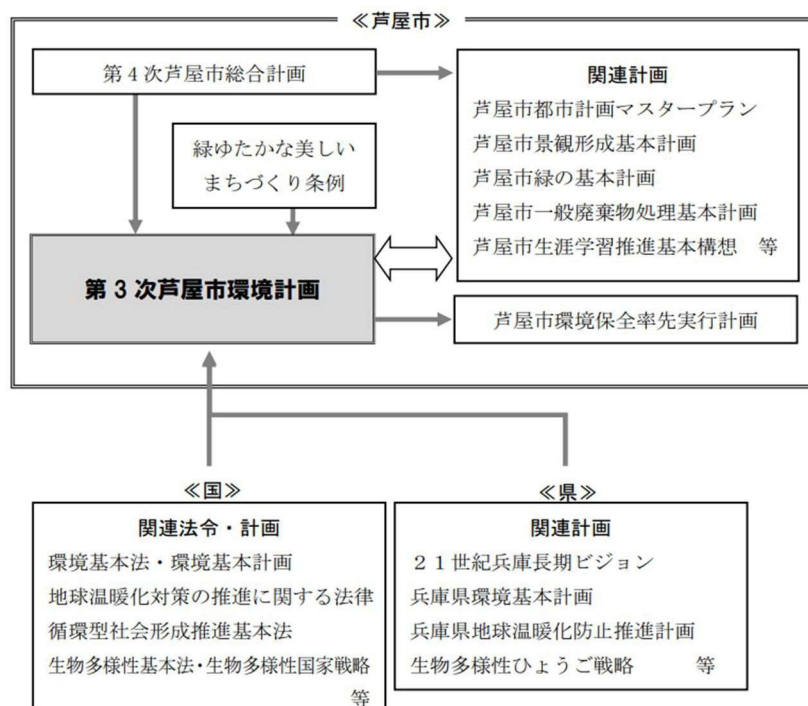 ≪芦屋市≫
第4次芦屋市総合計画
緑ゆたかな美しい
まちづくり条例
第3次芦屋市環境計画
関連計画
芦屋市都市計画マスタープラン
芦屋市景観形成基本計画
芦屋市緑の基本計画
芦屋市一般廃棄物処理基本計画
芦屋市生涯学習推進基本構想 等
芦屋市環境保全率先実行計画
≪国≫
関連法令・計画
環境基本法・環境基本計画
地球温暖化対策の推進に関する法律
循環型社会形成推進基本法
生物多様性基本法・生物多様性国家戦略
等
≪県≫
関連計画
21世紀兵庫長期ビジョン
兵庫県環境基本計画
兵庫県地球温暖化防止推進計画
生物多様性ひょうご戦略 等